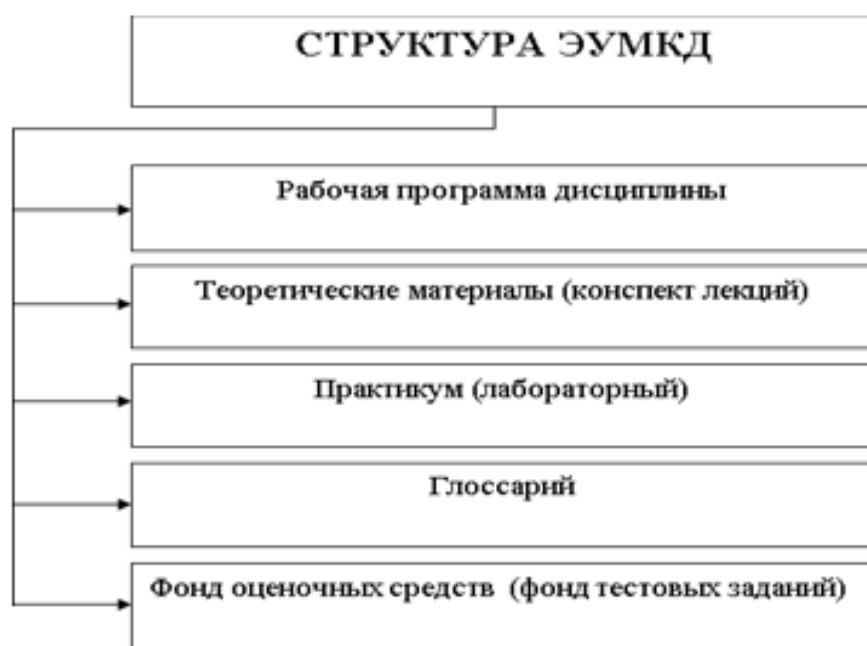 СТРУКТУРА ЭУМКД
Рабочая программа дисциплины
Теоретические материалы (конспект лекций)
Практикум (лабораторный)
Глоссарий
Фонд оценочных средств (фонд тестовых заданий)